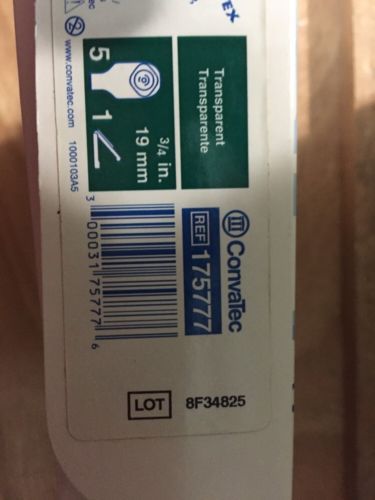 Transparent
Transparente
3/4 in.
19 mm
5
1
www.convatec.com
1000103A5
ConvaTec
REF 175777
3 00031 75777 6
LOT 8F34825